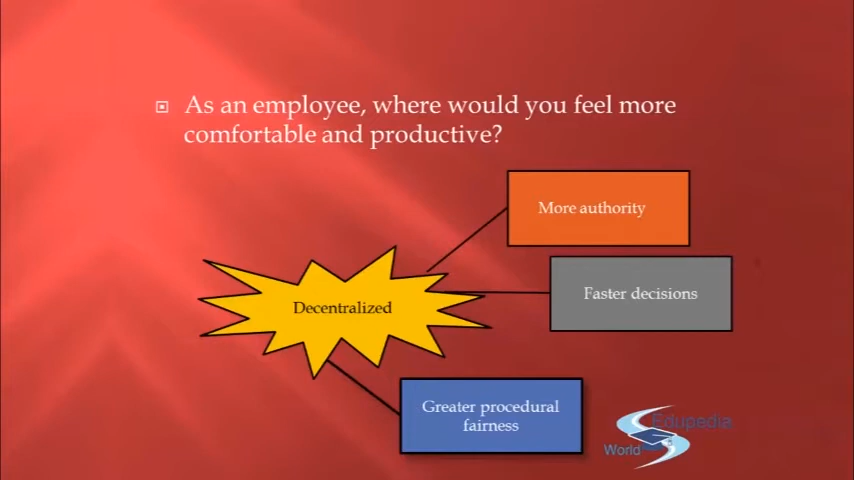 As an employee, where would you feel more
comfortable and productive?
More authority
Faster decisions
Decentralized
Greater procedural
fairness
Edupedia
World